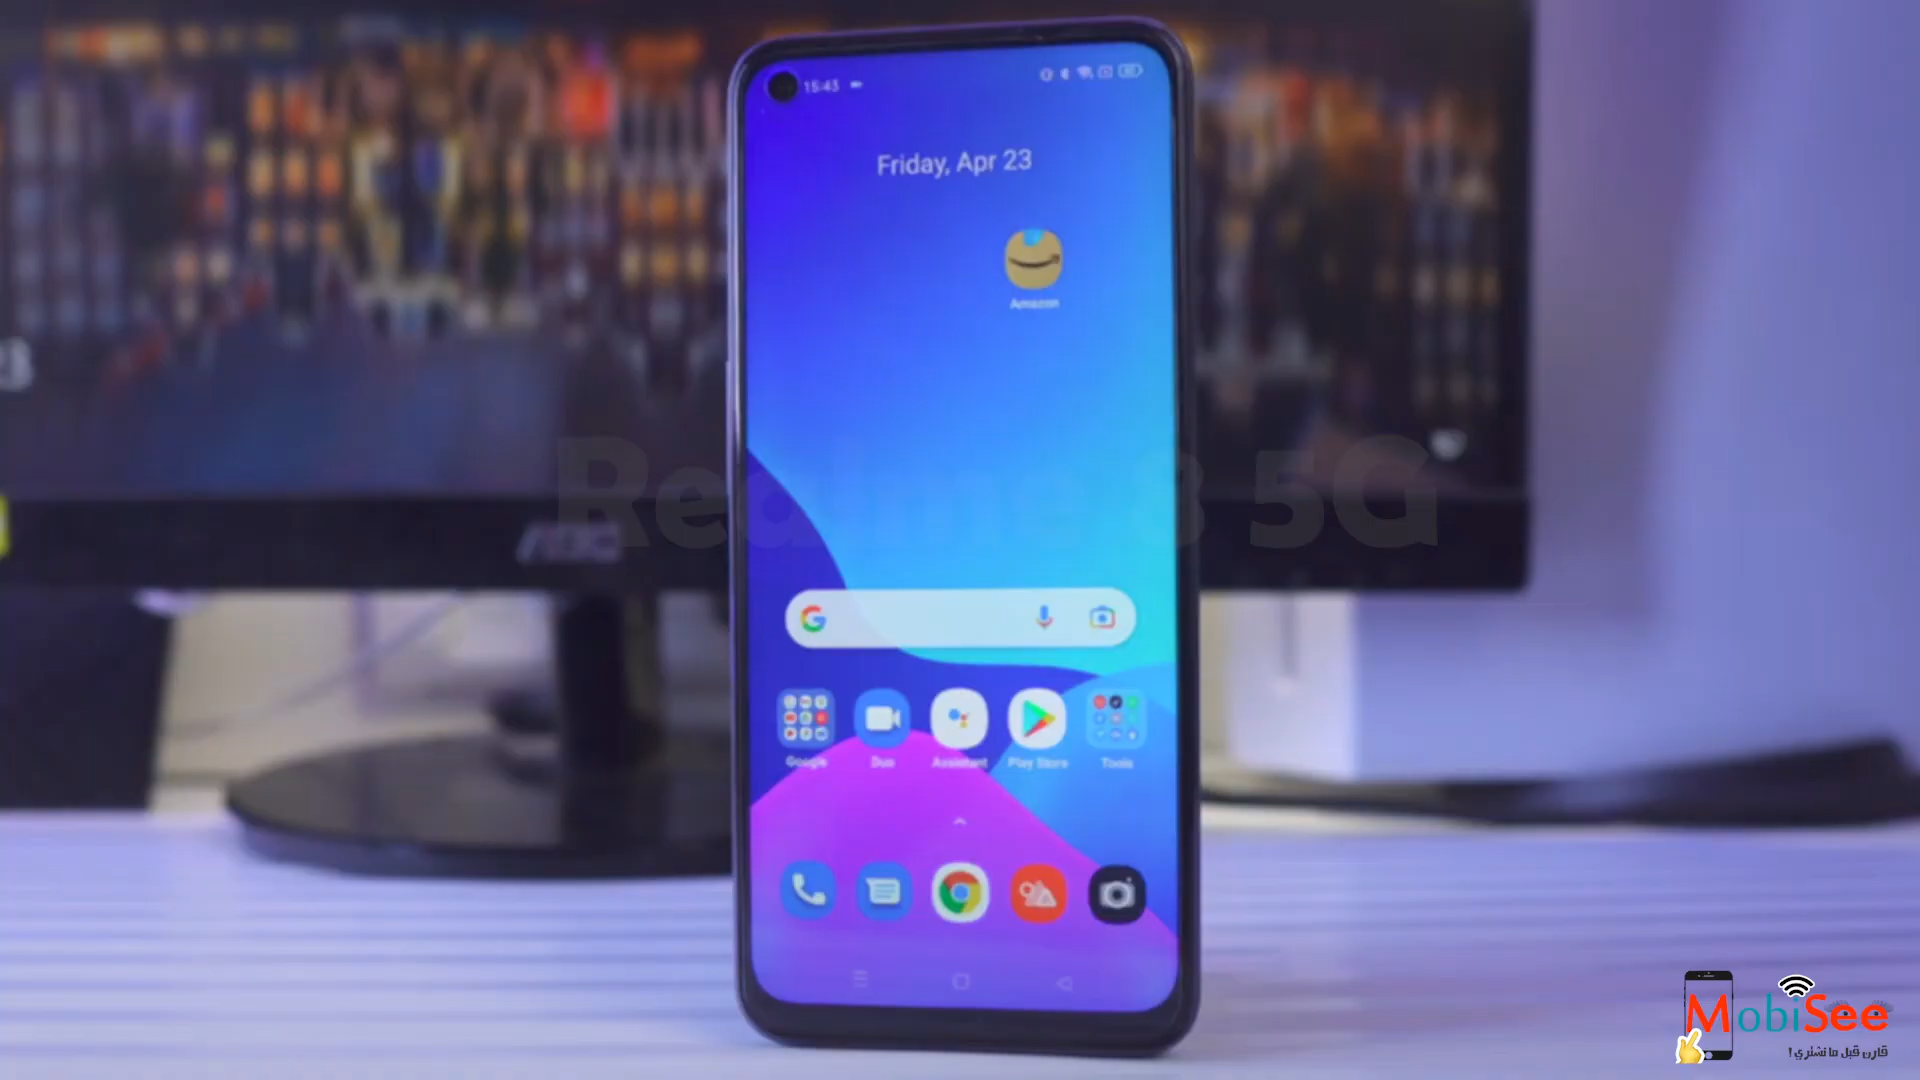 15:43
Friday, Apr 23
Amazon
Realme 8 5G
AOC
Google
Duo
Assistant
Play Store
Tools
MobiSee
قارن قبل ما تشتري !